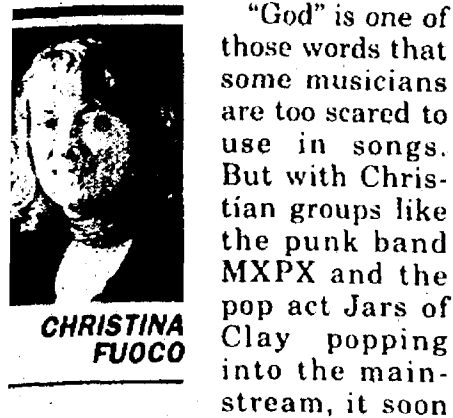 CHRISTINA
FUOCO
“God” is one of
those words that
some musicians
are too scared to
use in songs.
But with Chris-
tian groups like
the punk band
MXPX and the
pop act Jars of
Clay popping
into the main-
stream, it soon